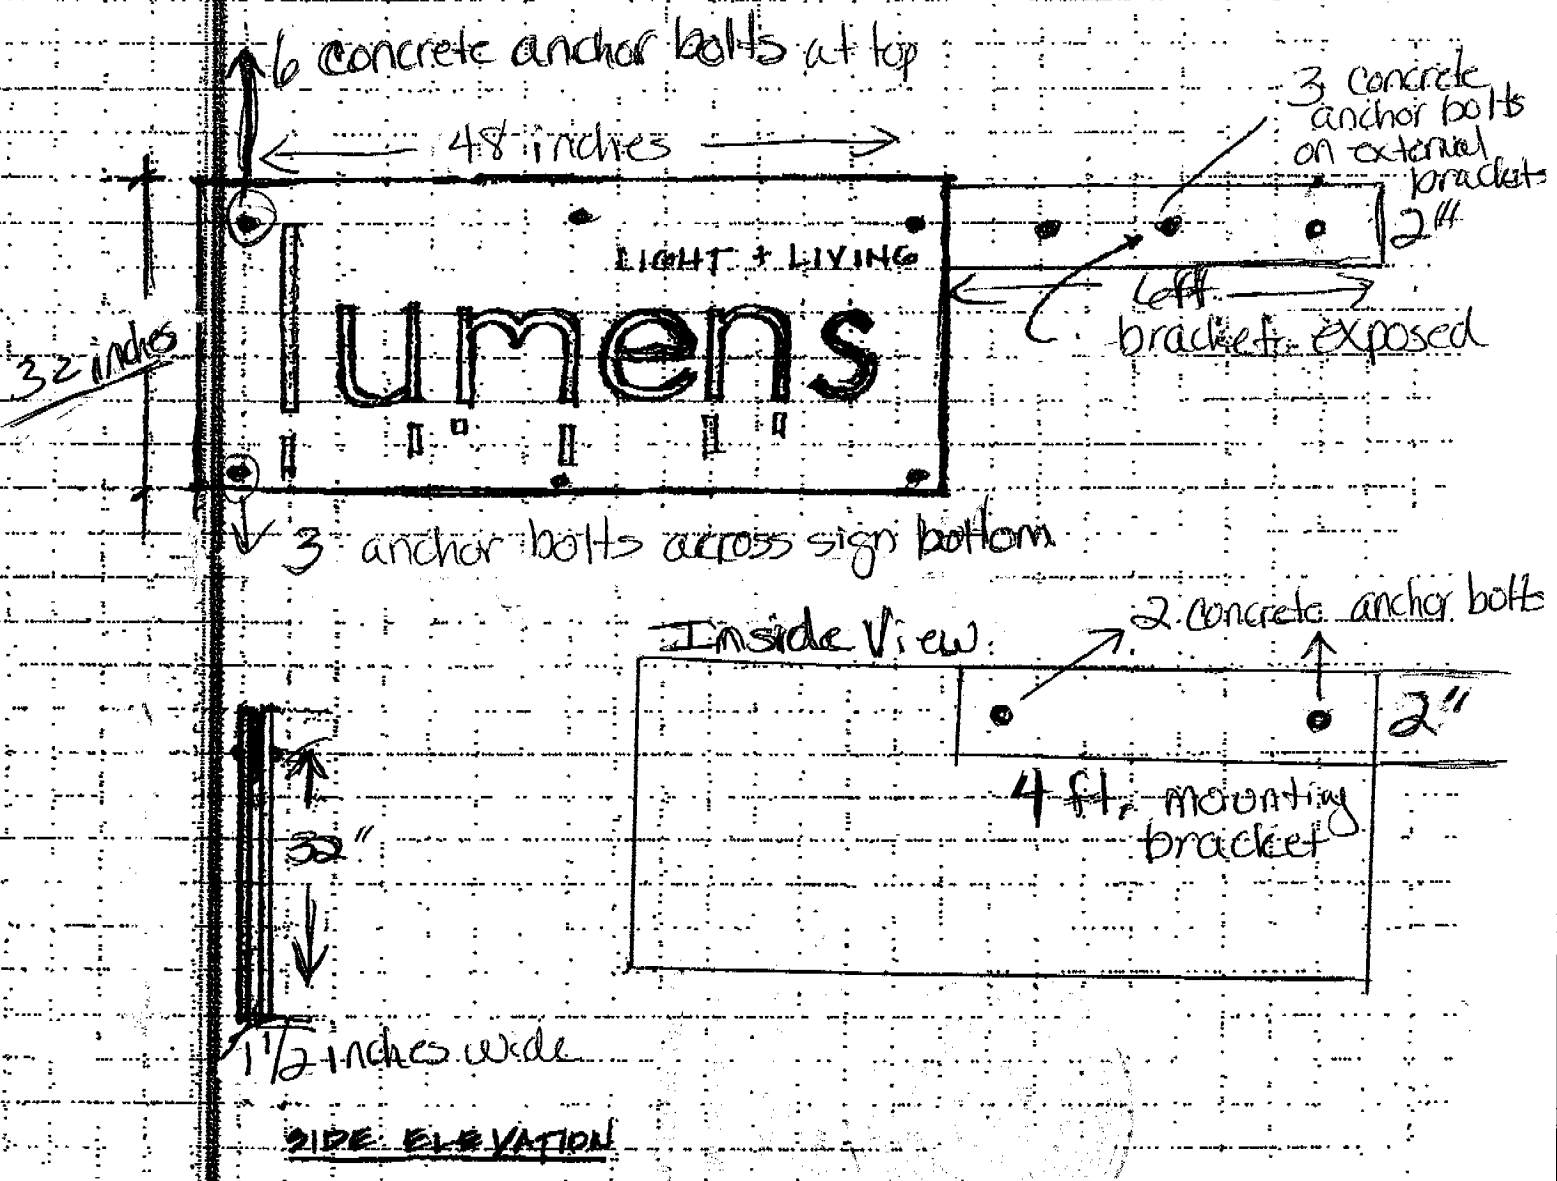 6 concrete anchor bolts at top
3 concrete
anchor bolts
on external
brackets
48 inches
2"
LIGHT + LIVING
lumens
32 inches
6 ft.
bracket exposed
3 anchor bolts across sign bottom
2 concrete anchor bolts
Inside View
2"
4 ft. mounting
bracket
32"
1 1/2 inches wide
SIDE ELEVATION